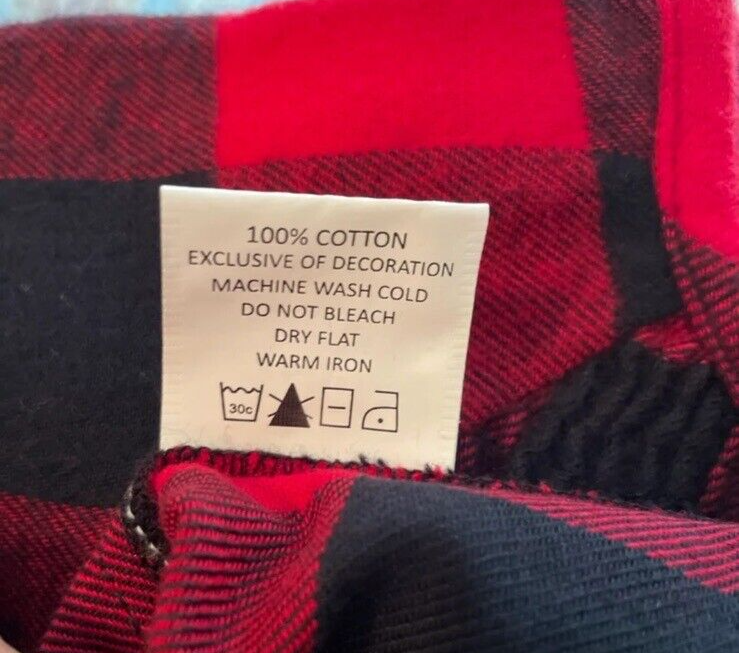 100% COTTON
EXCLUSIVE OF DECORATION
MACHINE WASH COLD
DO NOT BLEACH
DRY FLAT
WARM IRON
30c